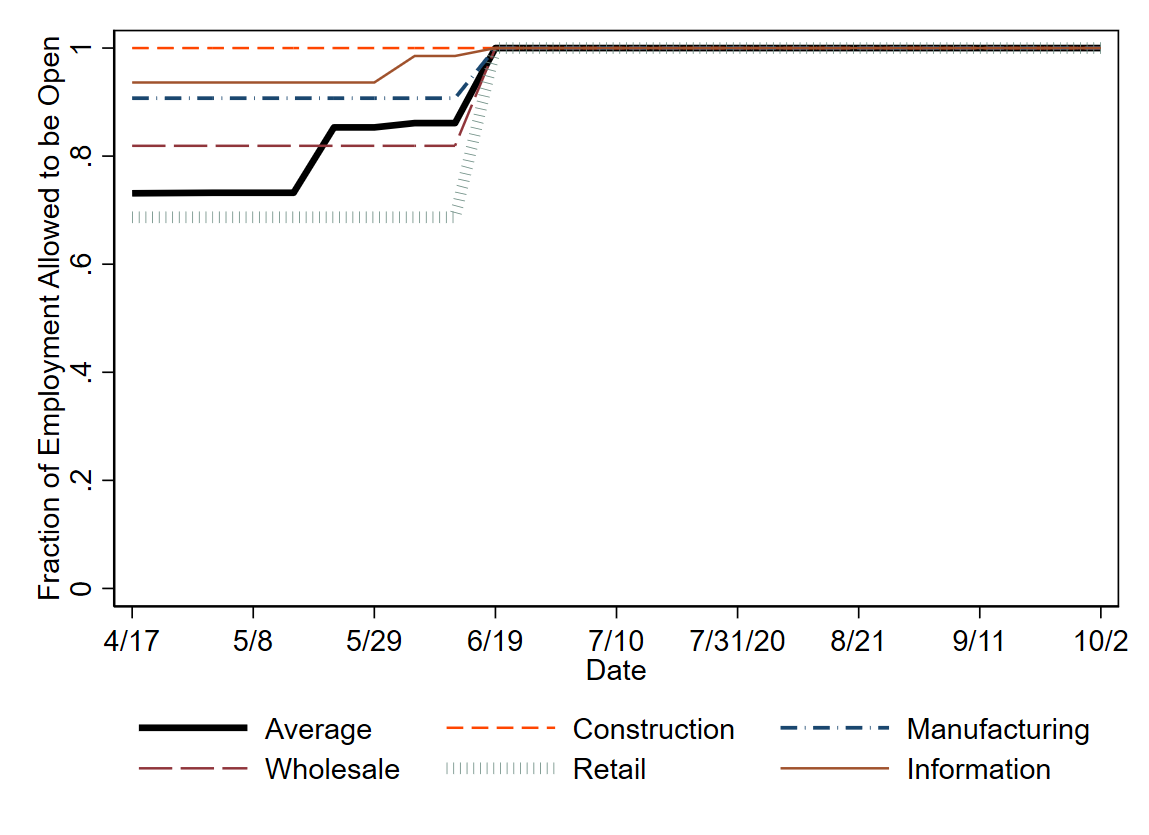 Fraction of Employment Allowed to be Open
1
.8
.6
.4
.2
0
4/17 5/8 5/29 6/19 7/10 7/31/20 8/21 9/11 10/2
Date
Average Construction Manufacturing
Wholesale Retail Information